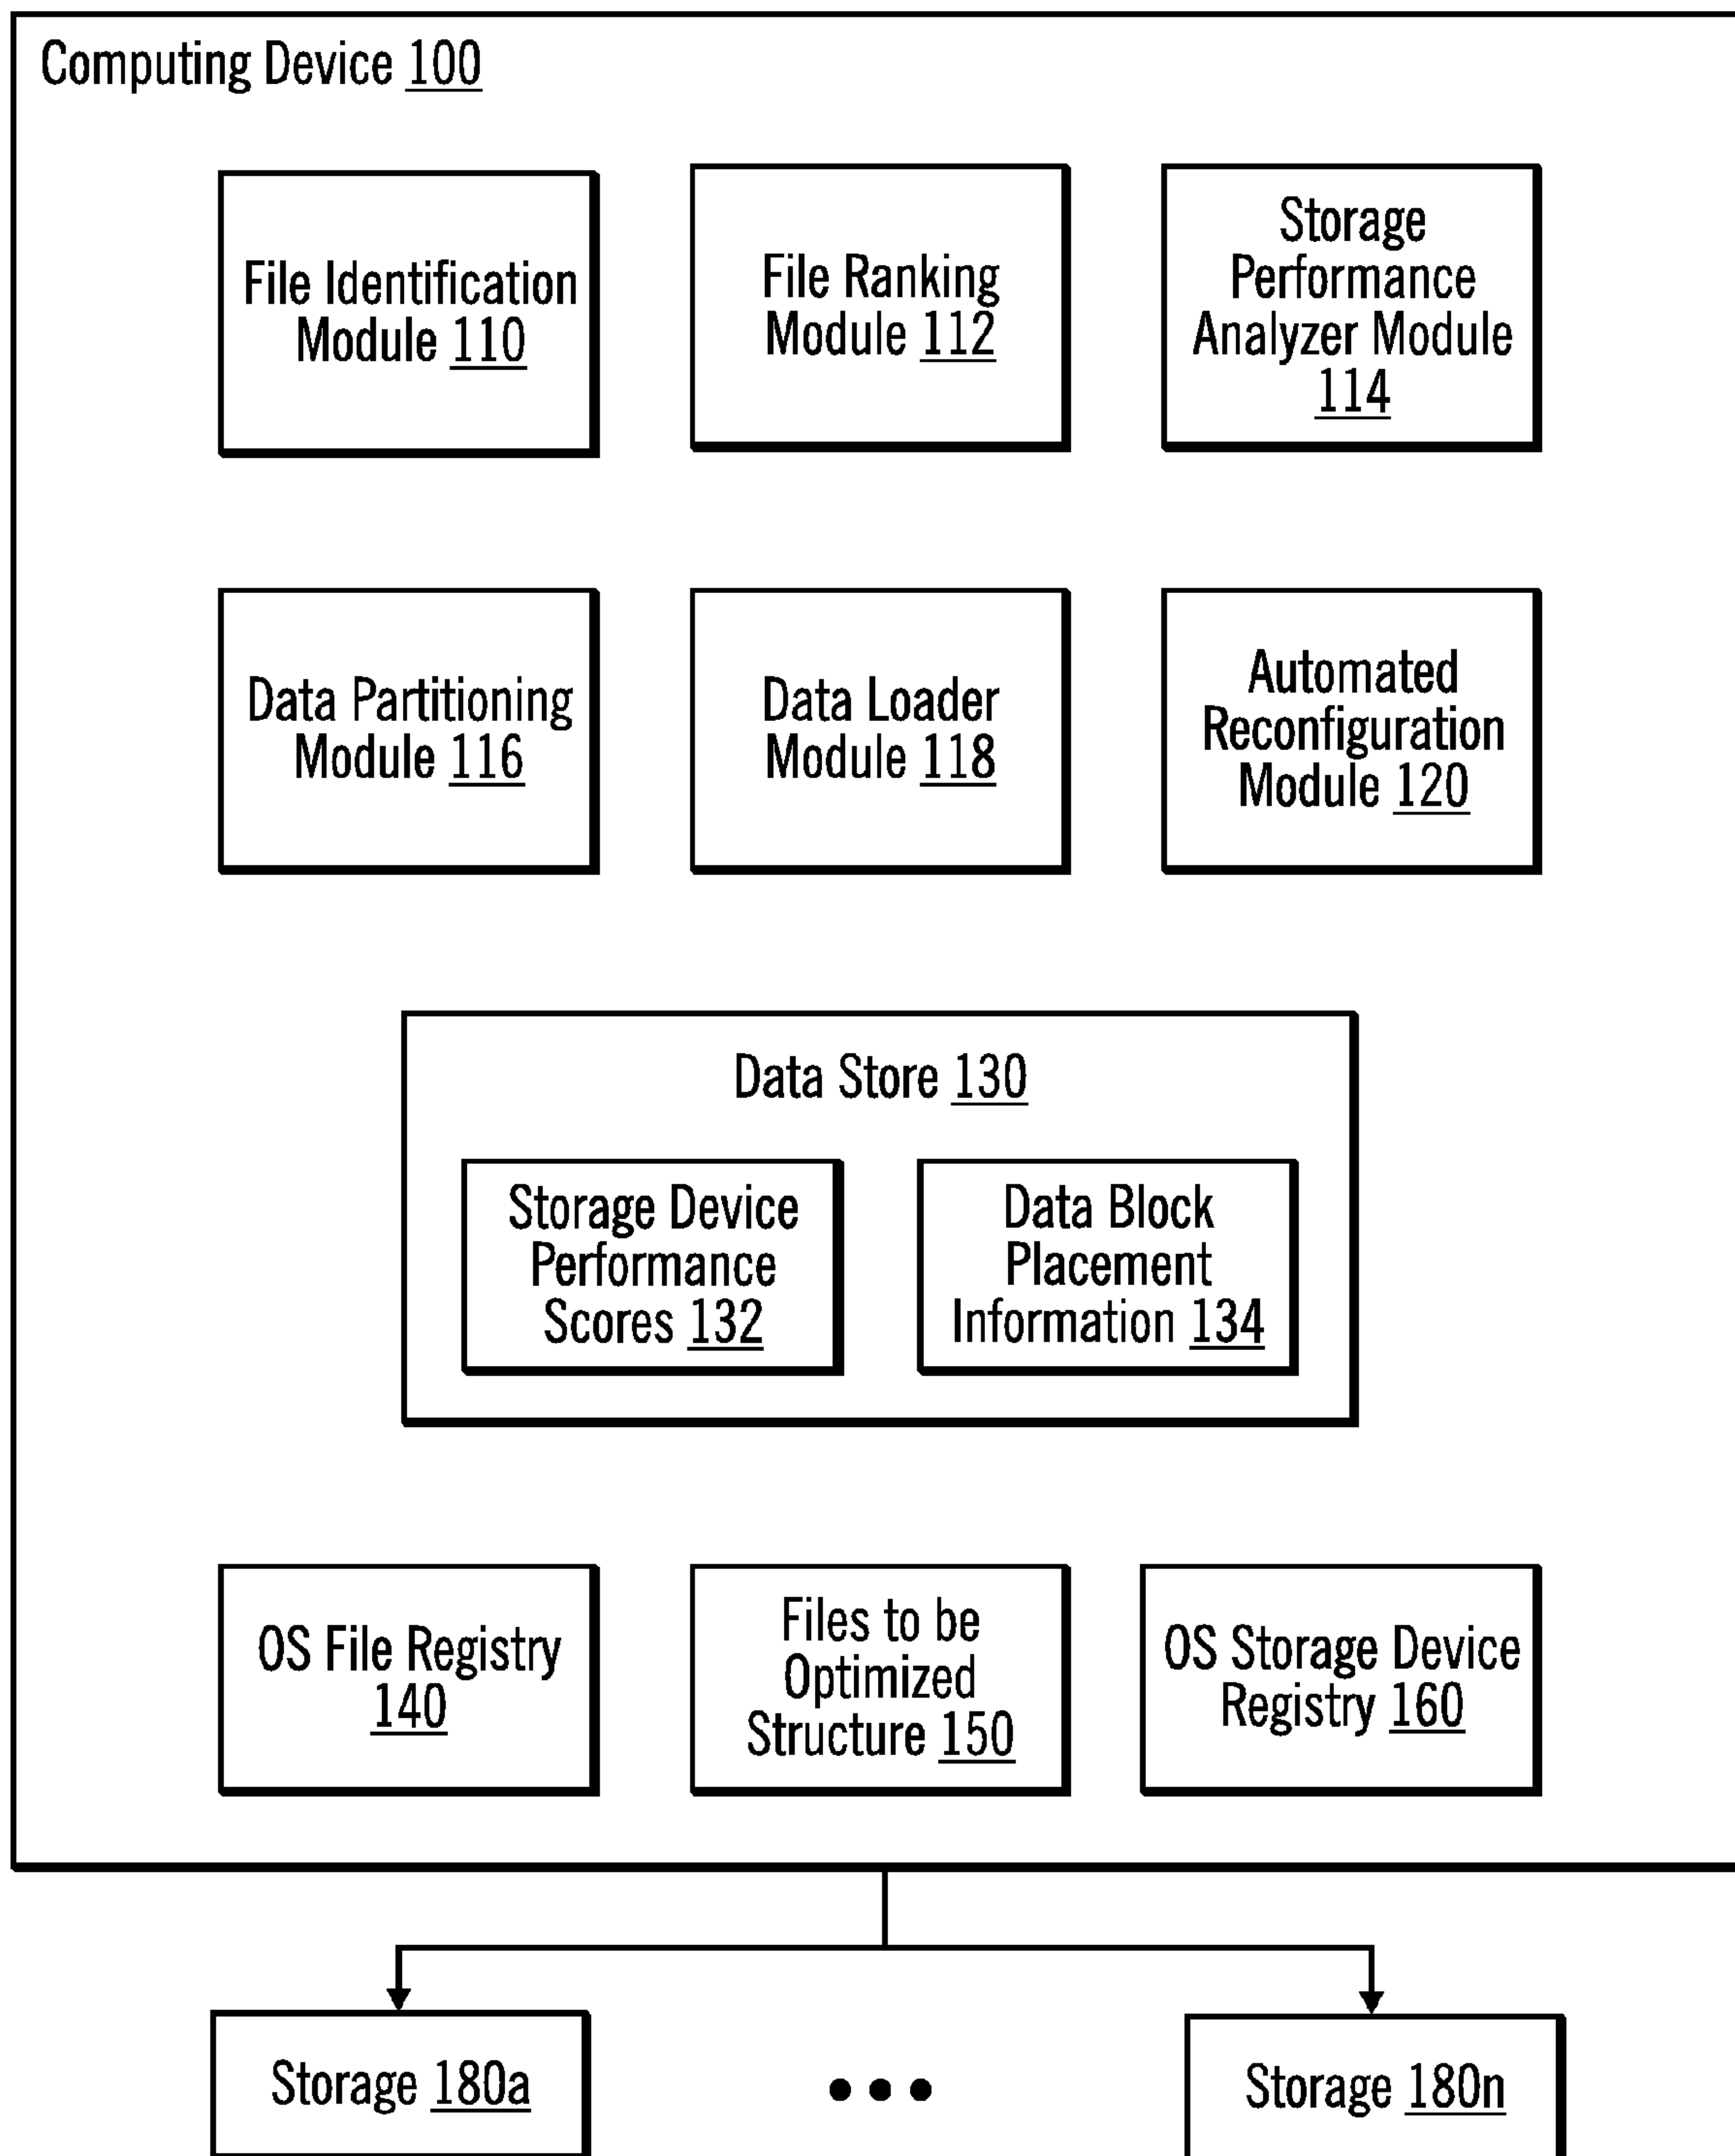 Computing Device 100
File Identification
Module 110
File Ranking
Module 112
Storage
Performance
Analyzer Module
114
Data Partitioning
Module 116
Data Loader
Module 118
Automated
Reconfiguration
Module 120
Data Store 130
Storage Device
Performance
Scores 132
Data Block
Placement
Information 134
OS File Registry
140
Files to be
Optimized
Structure 150
OS Storage Device
Registry 160
Storage 180a
Storage 180n